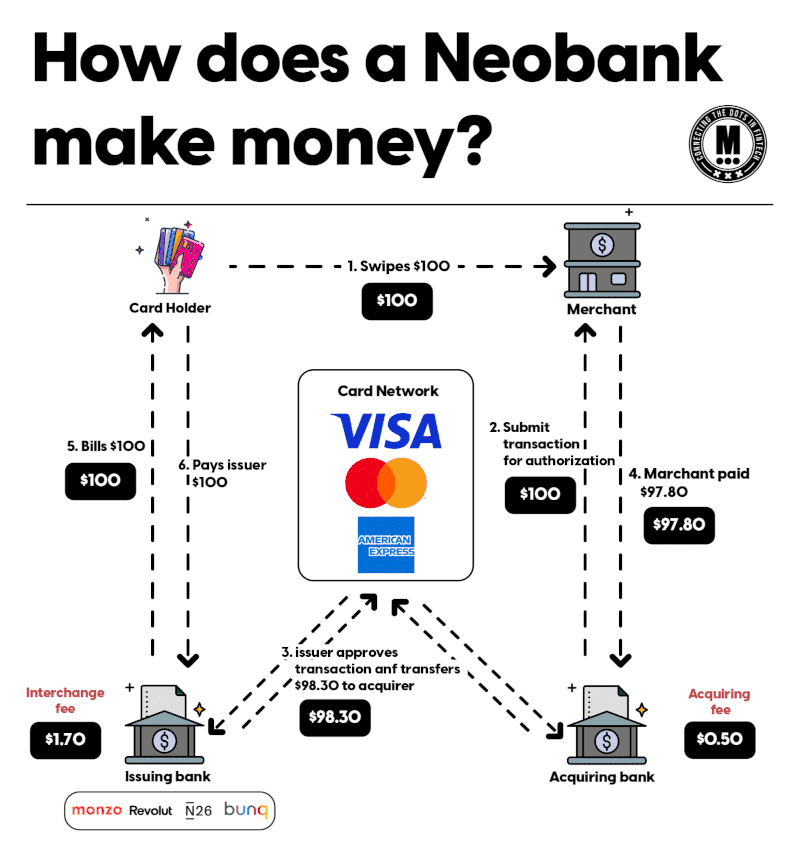 How does a Neobank
make money?
CONNECTING THE DOTS IN FINTECH
M
XXX
1. Swipes $100
$100
Card Holder
Merchant
Card Network
VISA
AMERICAN
EXPRESS
5. Bills $100
$100
6. Pays issuer
$100
2. Submit
transaction
for authorization
$100
4. Marchant paid
$97.80
$97.80
3. issuer approves
transaction anf transfers
$98.30 to acquirer
$98.30
Interchange
fee
$1.70
Issuing bank
Acquiring
fee
$0.50
Acquiring bank
monzo Revolut N26 bunq